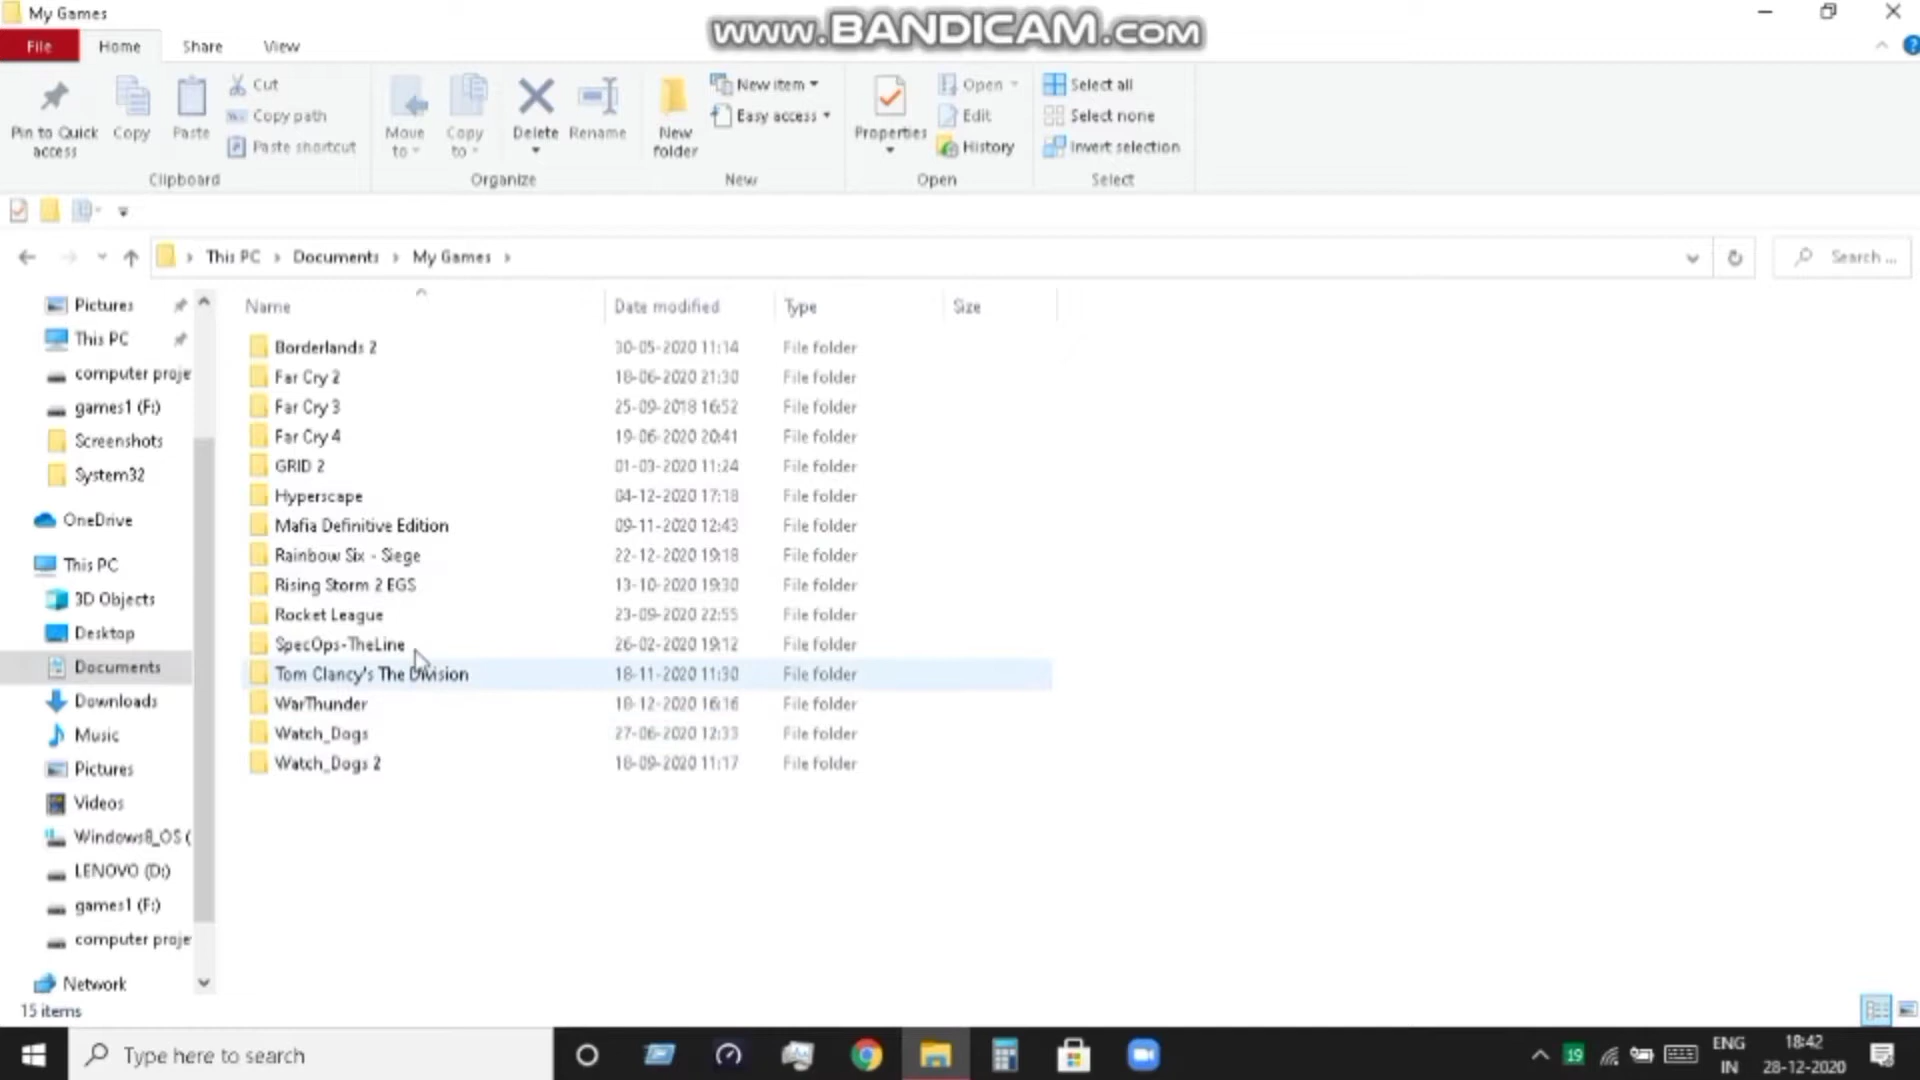 My Games
www.BANDICAM.com
File Home Share View
Pin to Quick access
Copy
Paste
Cut
Copy path
Paste shortcut
Clipboard
Move to
Copy to
Delete
Rename
Organize
New folder
New item
Easy access
New
Properties
Open
Edit
History
Open
Select all
Select none
Invert selection
Select
This PC > Documents > My Games >
Search ...
Name Date modified Type Size
Borderlands 2 30-05-2020 11:14 File folder
Far Cry 2 18-06-2020 21:30 File folder
Far Cry 3 25-09-2018 16:52 File folder
Far Cry 4 19-06-2020 20:41 File folder
GRID 2 01-03-2020 11:24 File folder
Hyperscape 04-12-2020 17:18 File folder
Mafia Definitive Edition 09-11-2020 12:43 File folder
Rainbow Six - Siege 22-12-2020 19:18 File folder
Rising Storm 2 EGS 13-10-2020 19:30 File folder
Rocket League 23-09-2020 22:55 File folder
SpecOps-TheLine 26-02-2020 19:12 File folder
Tom Clancy's The Division 18-11-2020 11:30 File folder
WarThunder 18-12-2020 16:16 File folder
Watch_Dogs 27-06-2020 12:33 File folder
Watch_Dogs 2 18-09-2020 11:17 File folder
Pictures
This PC
computer proje
games1 (F:)
Screenshots
System32
OneDrive
This PC
3D Objects
Desktop
Documents
Downloads
Music
Pictures
Videos
Windows8_OS (
LENOVO (D:)
games1 (F:)
computer proje
Network
15 items
Type here to search
19
ENG
IN
18:42
28-12-2020